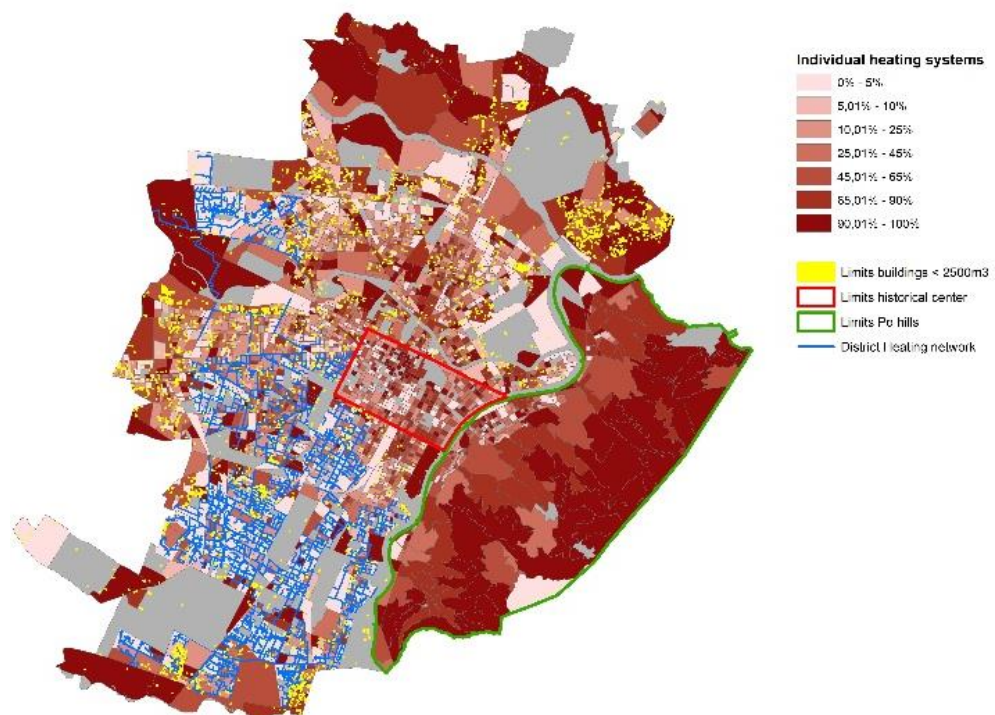 Individual heating systems
0% - 5%
5,01% - 10%
10,01% - 25%
25,01% - 45%
45,01% - 65%
65,01% - 90%
90,01% - 100%
Limits buildings < 2500m3
Limits historical center
Limits Po hills
District Heating network